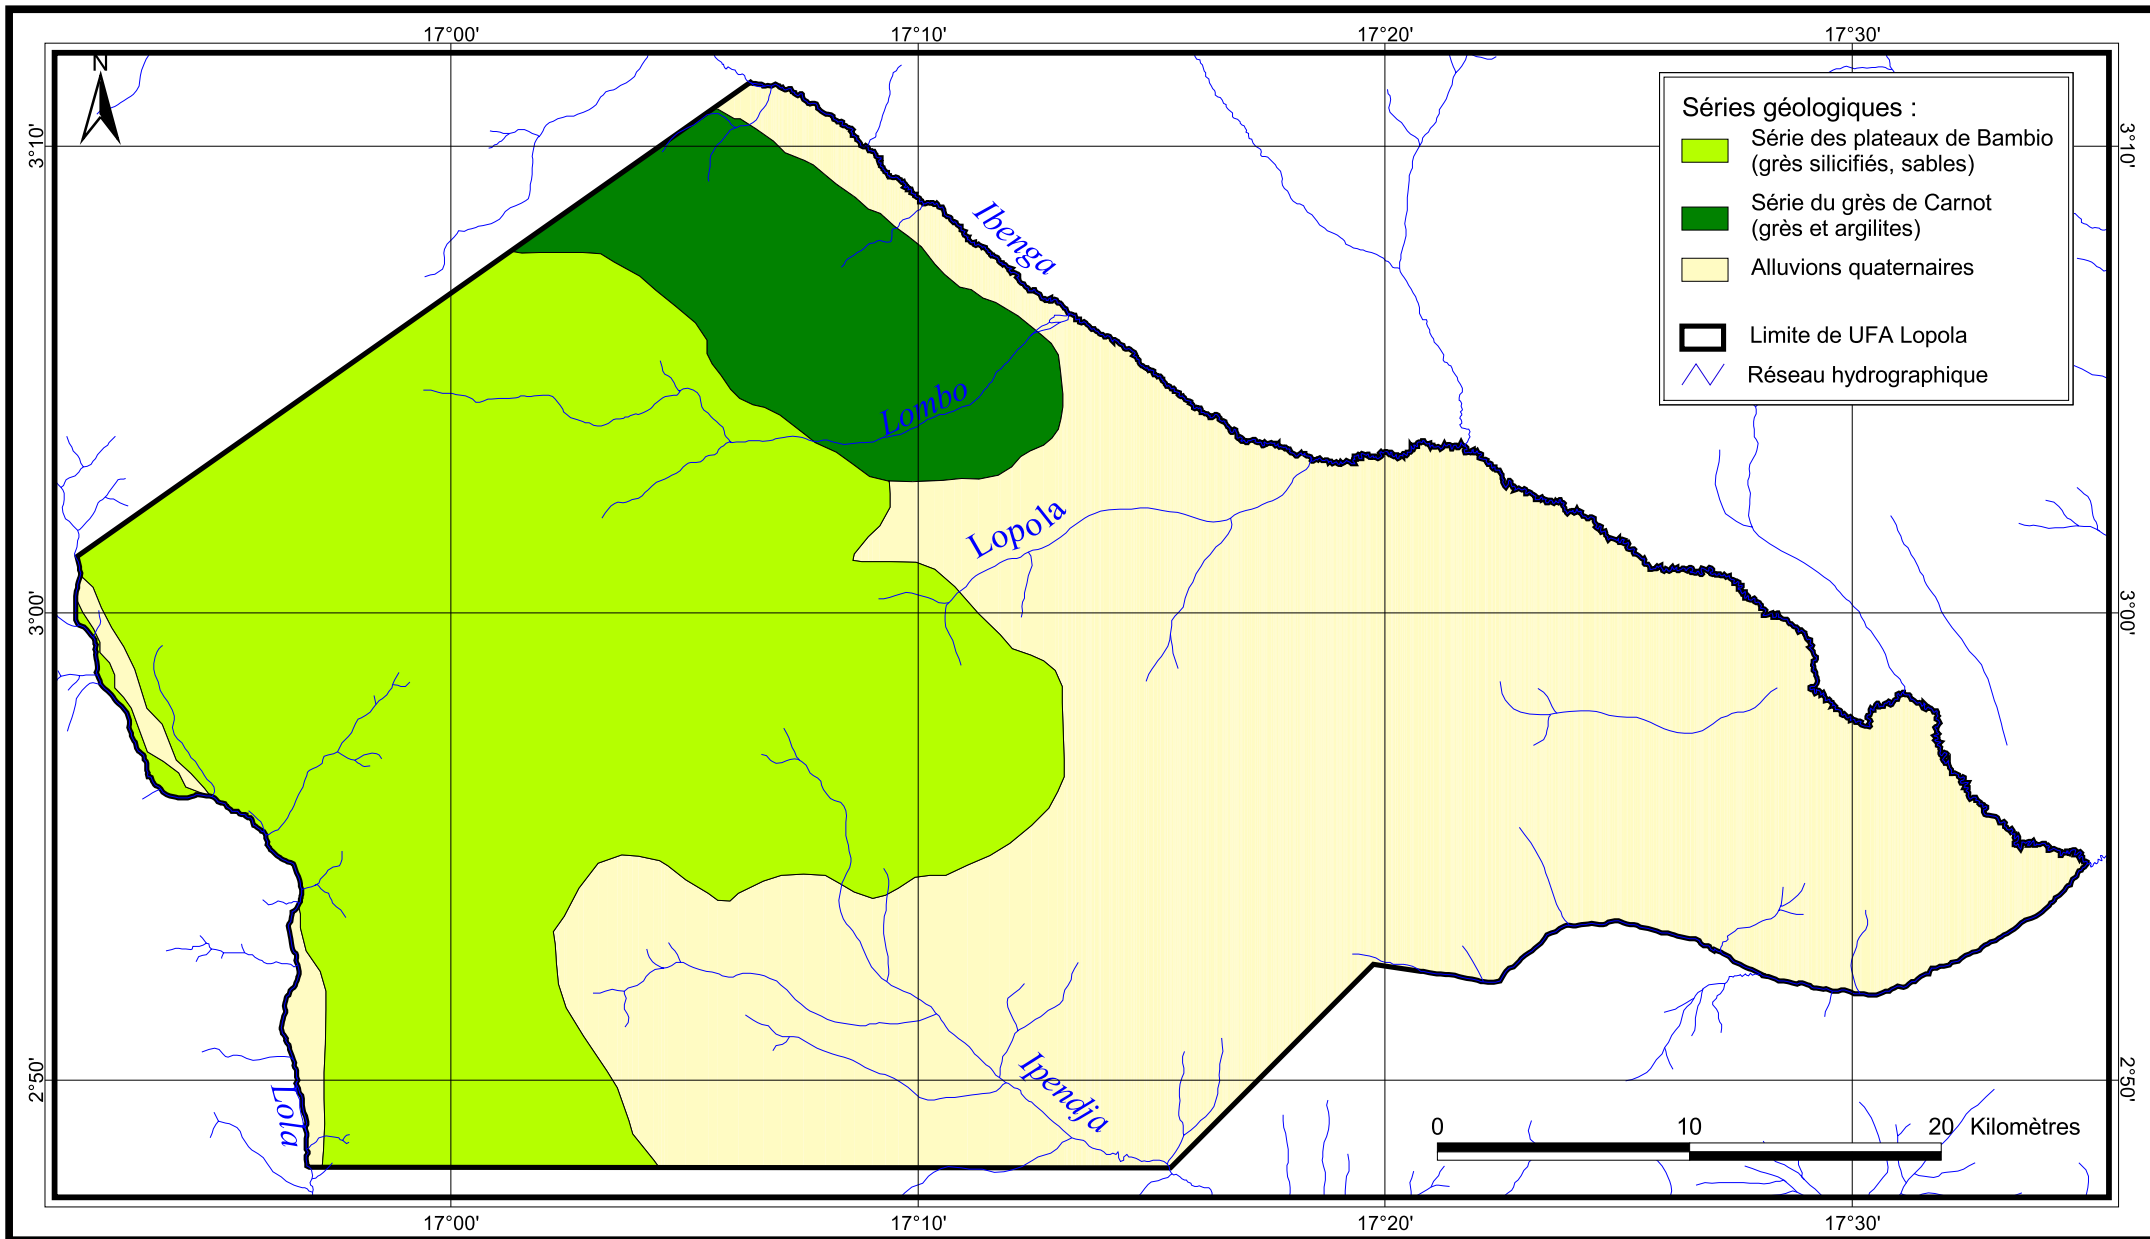 17°00' 17°10' 17°20' 17°30'
N
3°10' 3°10'
Séries géologiques :
Série des plateaux de Bambio
(grès silicifiés, sables)
Série du grès de Carnot
(grès et argilites)
Alluvions quaternaires
Limite de UFA Lopola
Réseau hydrographique
Ibenga
Lombo
Lopola
3°00' 3°00'
Ipendja
Lola
2°50' 2°50'
0 10 20 Kilomètres
17°00' 17°10' 17°20' 17°30'